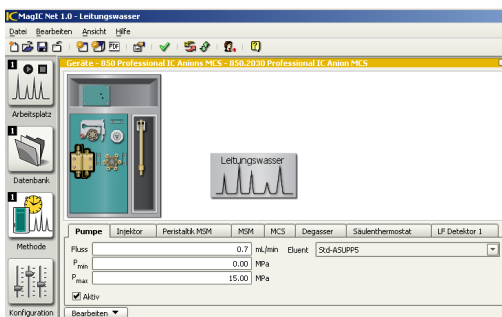 MagIC Net 1.0 - Leitungswasser
Datei Bearbeiten Ansicht Hilfe
PDF
Geräte - 850 Professional IC Anions MCS - 850.2030 Professional IC Anion MCS
1
Arbeitsplatz
1
Datenbank
1
Methode
Konfiguration
Leitungswasser
Pumpe Injektor Peristaltik MSM MSM MCS Degasser Säulenthermostat LF Detektor 1
Fluss 0.7 mL/min Eluent Std-ASUPP5
Pmin 0.00 MPa
Pmax 15.00 MPa
Aktiv
Bearbeiten